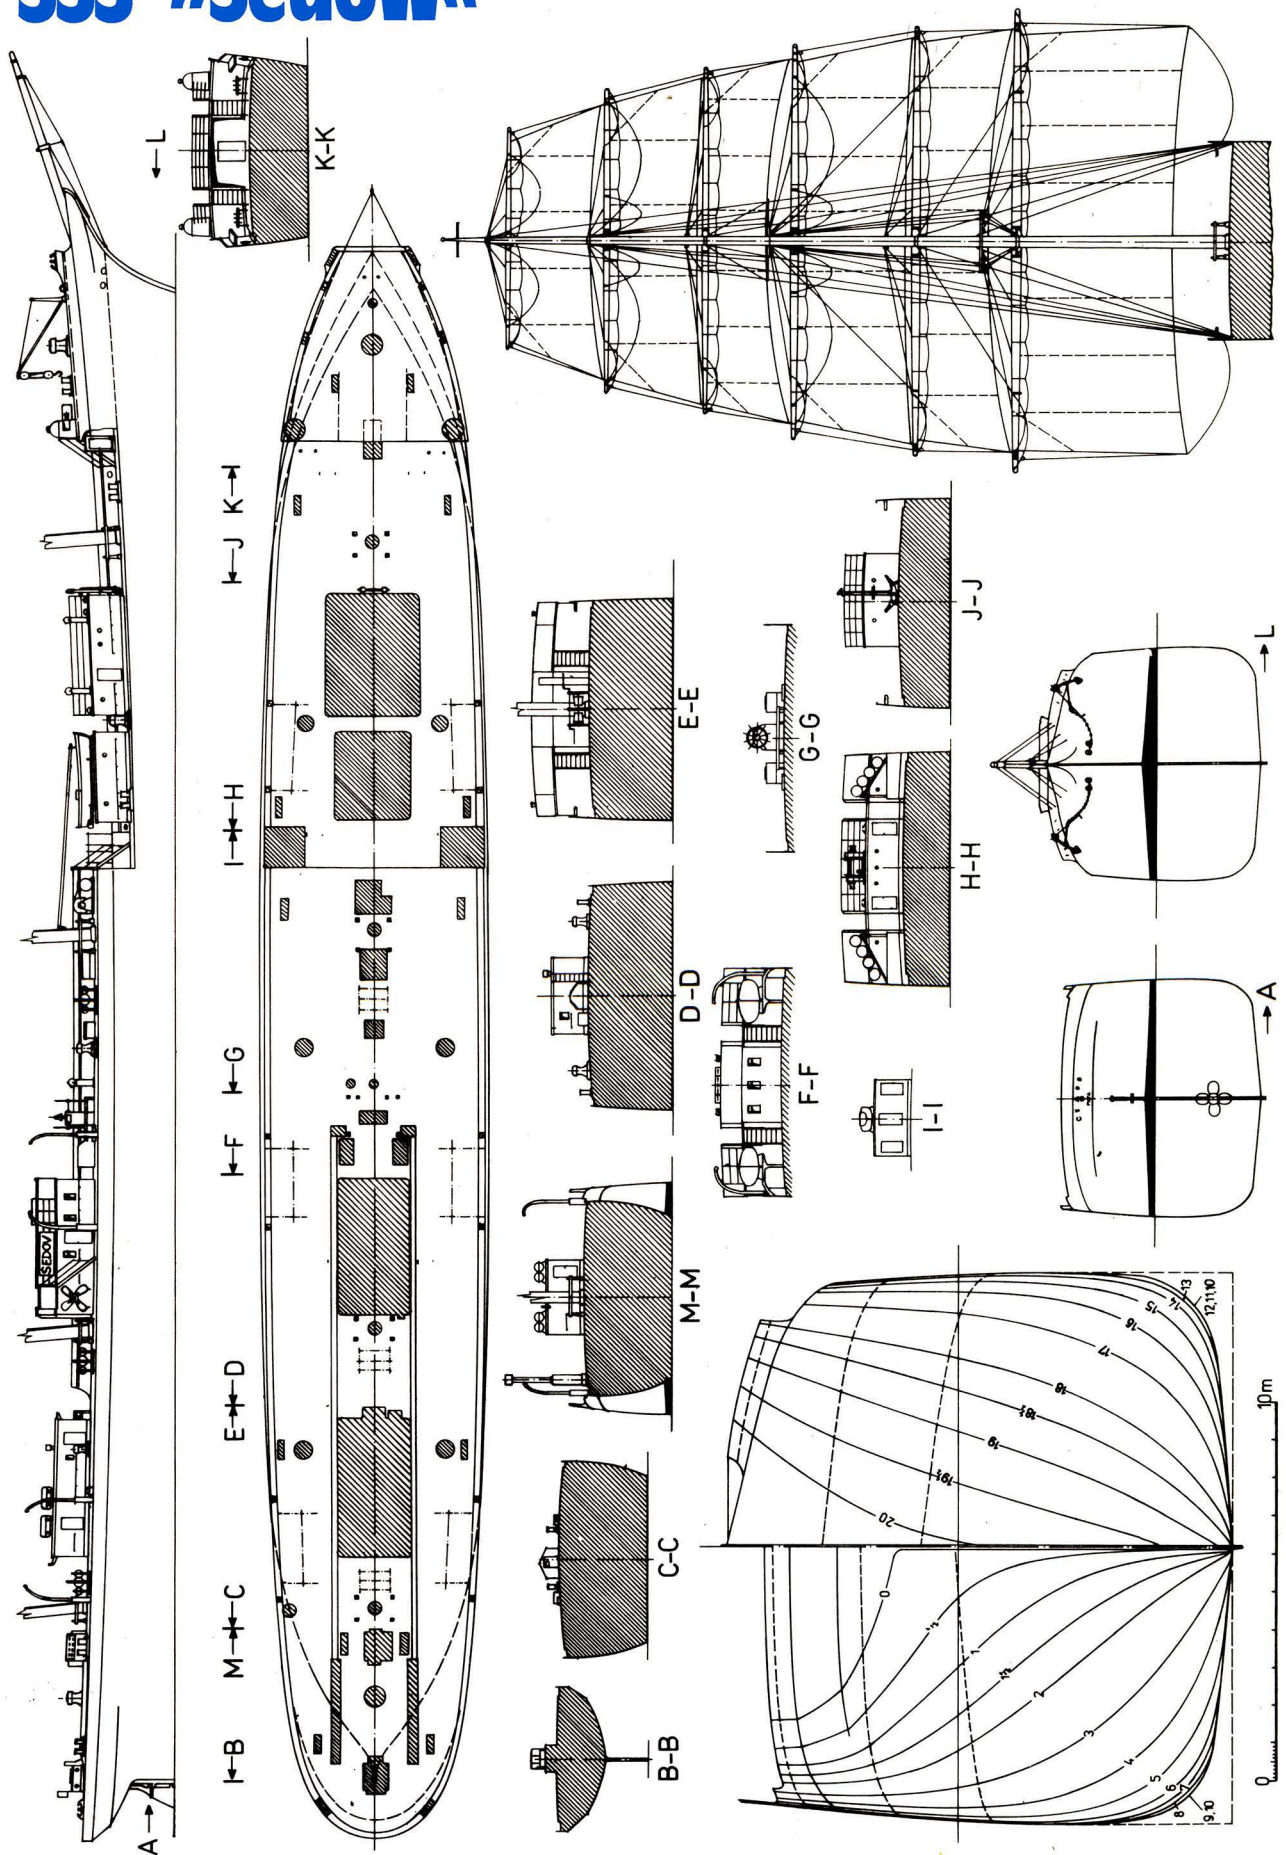 SSS „Sedow“
L
K-K
SEDOV
A
B
M
C
E
D
F
G
I
H
J
K
B-B
C-C
M-M
D-D
E-E
F-F
G-G
I-I
H-H
J-J
A
L
0
½
1
1½
2
3
4
5
6
7
8
9,10
20
19½
19
18½
18
17
16
15
14
13
12,11,10
0
10m